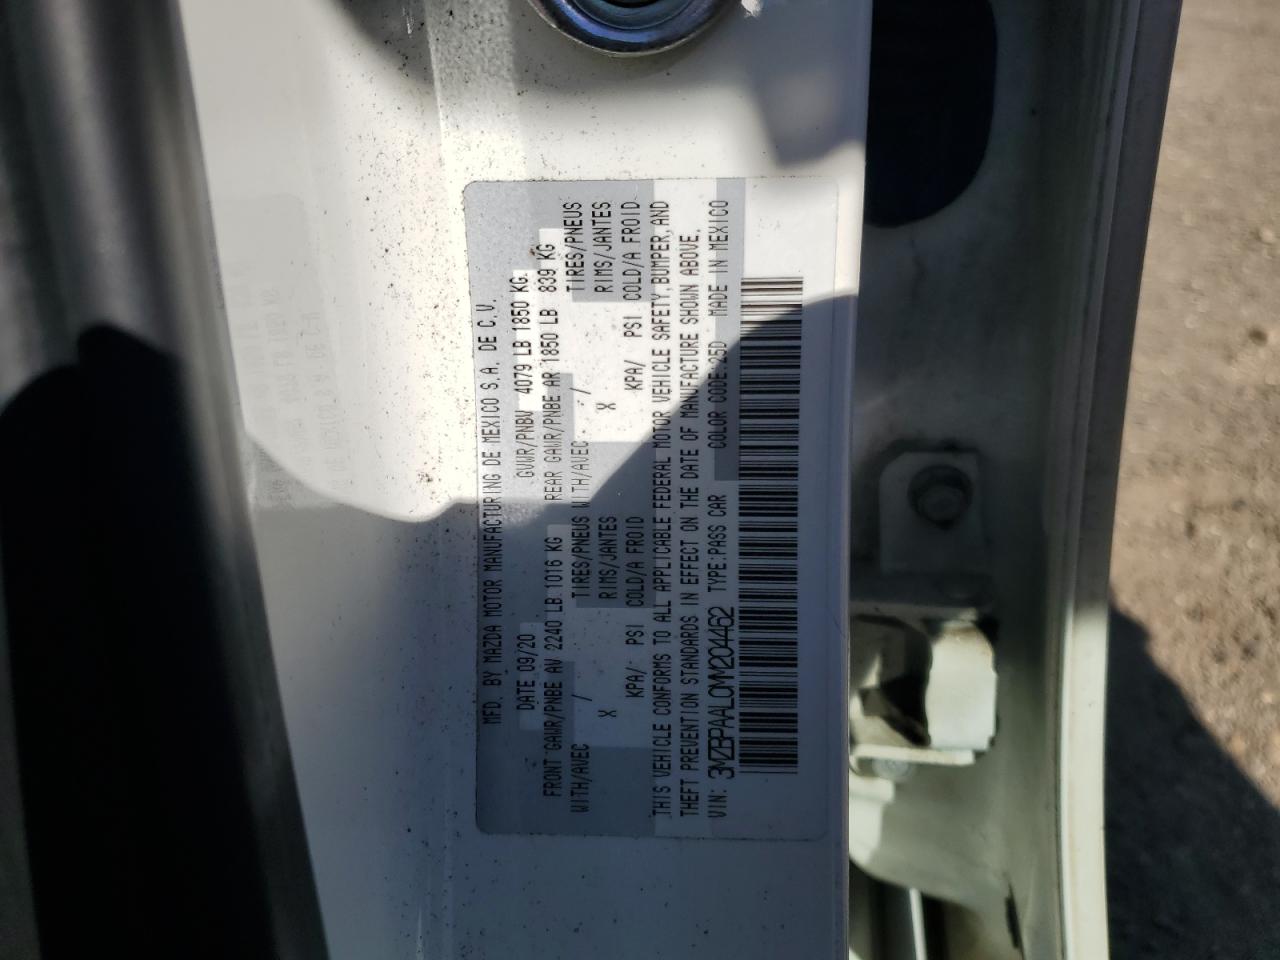 MFD. BY MAZDA MOTOR MANUFACTURING DE MEXICO S.A. DE C.V.
DATE 09/20 GVWR/PNBV 4079 LB 1850 KG
FRONT GAWR/PNBE AV 2240 LB 1016 KG REAR GAWR/PNBE AR 1850 LB 839 KG
WITH/AVEC / TIRES/PNEUS WITH/AVEC / TIRES/PNEUS
X RIMS/JANTES X RIMS/JANTES
KPA/ PSI COLD/A FROID KPA/ PSI COLD/A FROID
THIS VEHICLE CONFORMS TO ALL APPLICABLE FEDERAL MOTOR VEHICLE SAFETY, BUMPER, AND
THEFT PREVENTION STANDARDS IN EFFECT ON THE DATE OF MANUFACTURE SHOWN ABOVE.
VIN: 3MZBPAALOMM204462 TYPE:PASS CAR COLOR CODE:25D MADE IN MEXICO